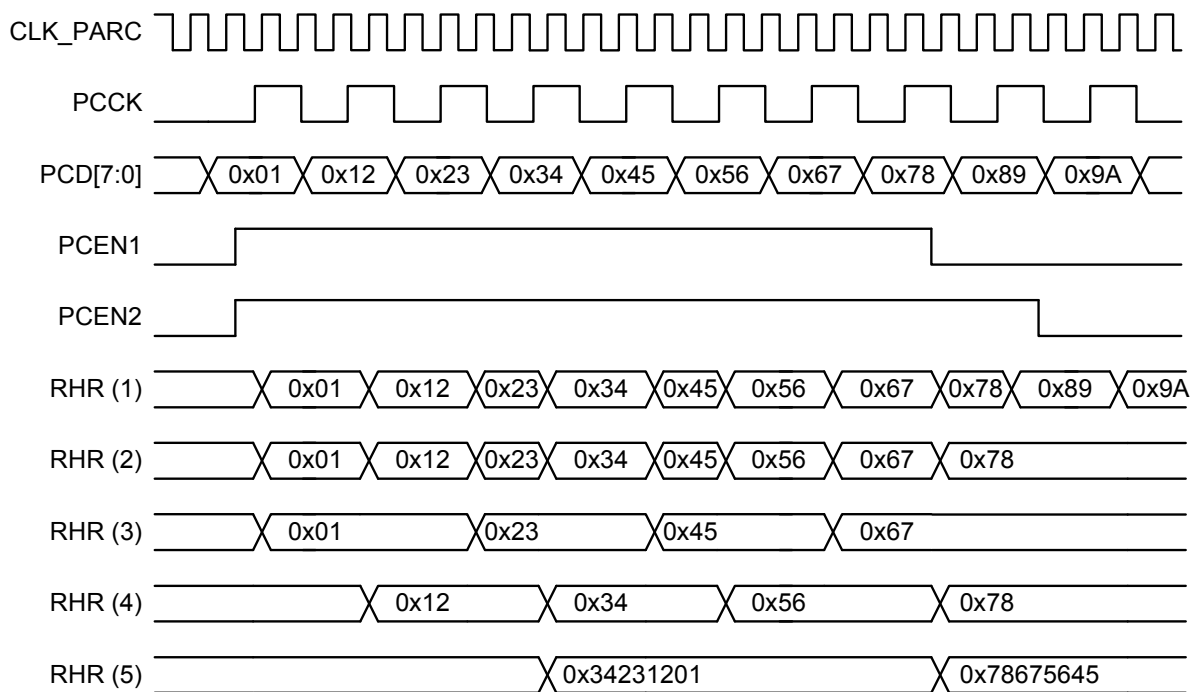 CLK_PARC
PCCK
PCD[7:0] 0x01 0x12 0x23 0x34 0x45 0x56 0x67 0x78 0x89 0x9A
PCEN1
PCEN2
RHR (1) 0x01 0x12 0x23 0x34 0x45 0x56 0x67 0x78 0x89 0x9A
RHR (2) 0x01 0x12 0x23 0x34 0x45 0x56 0x67 0x78
RHR (3) 0x01 0x23 0x45 0x67
RHR (4) 0x12 0x34 0x56 0x78
RHR (5) 0x34231201 0x78675645